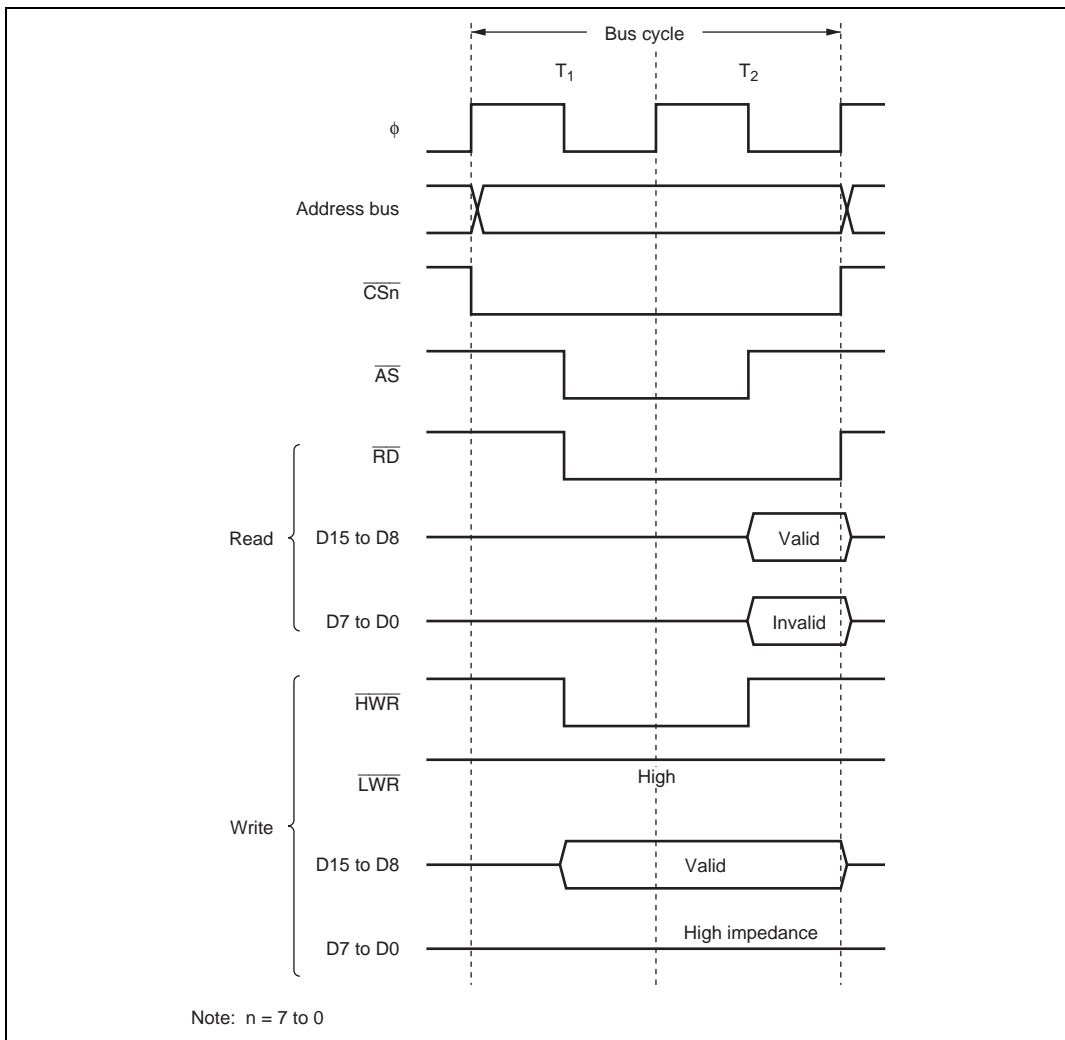 Bus cycle
T1 T2
ϕ
Address bus
CSn
AS
RD
Read
D15 to D8 Valid
D7 to D0 Invalid
HWR
LWR High
Write
D15 to D8 Valid
D7 to D0 High impedance
Note: n = 7 to 0